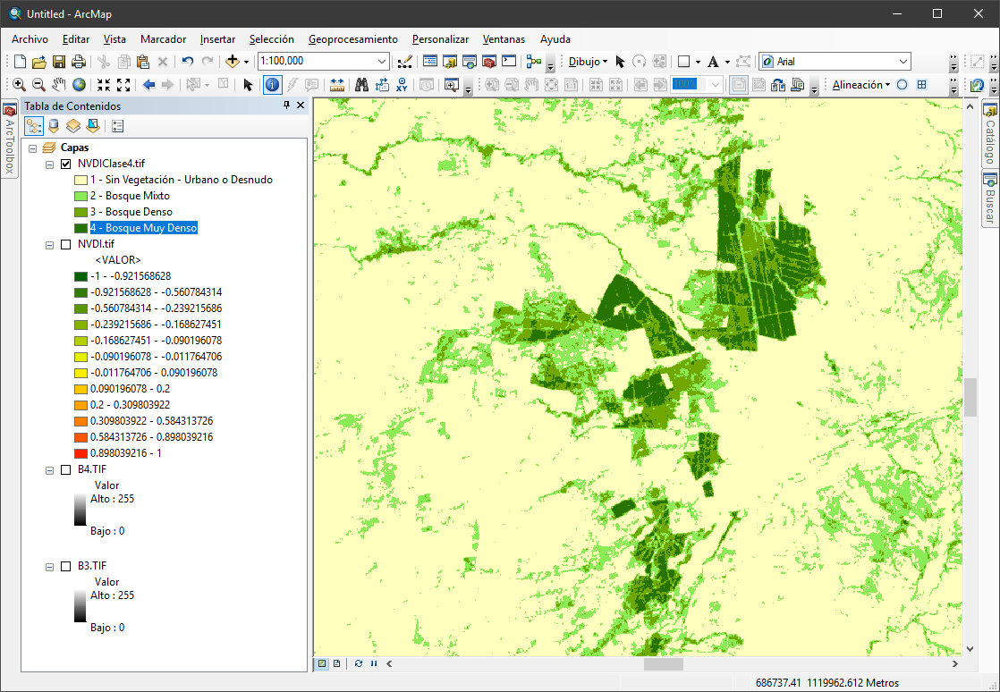 Untitled - ArcMap
Archivo Editar Vista Marcador Insertar Selección Geoprocesamiento Personalizar Ventanas Ayuda
1:100,000 Dibujo A Arial
XY 100% Alineación
Tabla de Contenidos
ArcToolbox
Catálogo
Buscar
Capas
NVDIClase4.tif
1 - Sin Vegetación - Urbano o Desnudo
2 - Bosque Mixto
3 - Bosque Denso
4 - Bosque Muy Denso
NVDI.tif
<VALOR>
-1 - -0.921568628
-0.921568628 - -0.560784314
-0.560784314 - -0.239215686
-0.239215686 - -0.168627451
-0.168627451 - -0.090196078
-0.090196078 - -0.011764706
-0.011764706 - 0.090196078
0.090196078 - 0.2
0.2 - 0.309803922
0.309803922 - 0.584313726
0.584313726 - 0.898039216
0.898039216 - 1
B4.TIF
Valor
Alto : 255
Bajo : 0
B3.TIF
Valor
Alto : 255
Bajo : 0
686737.41 1119962.612 Metros